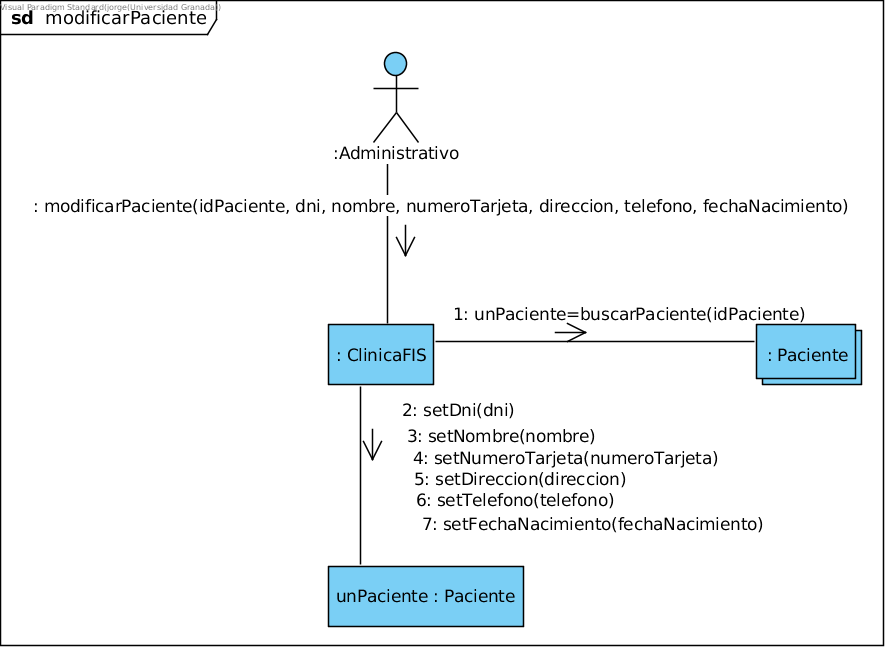 Visual Paradigm Standard(jorge(Universidad Granada))
sd modificarPaciente
:Administrativo
: modificarPaciente(idPaciente, dni, nombre, numeroTarjeta, direccion, telefono, fechaNacimiento)
1: unPaciente=buscarPaciente(idPaciente)
: ClinicaFIS
: Paciente
2: setDni(dni)
3: setNombre(nombre)
4: setNumeroTarjeta(numeroTarjeta)
5: setDireccion(direccion)
6: setTelefono(telefono)
7: setFechaNacimiento(fechaNacimiento)
unPaciente : Paciente